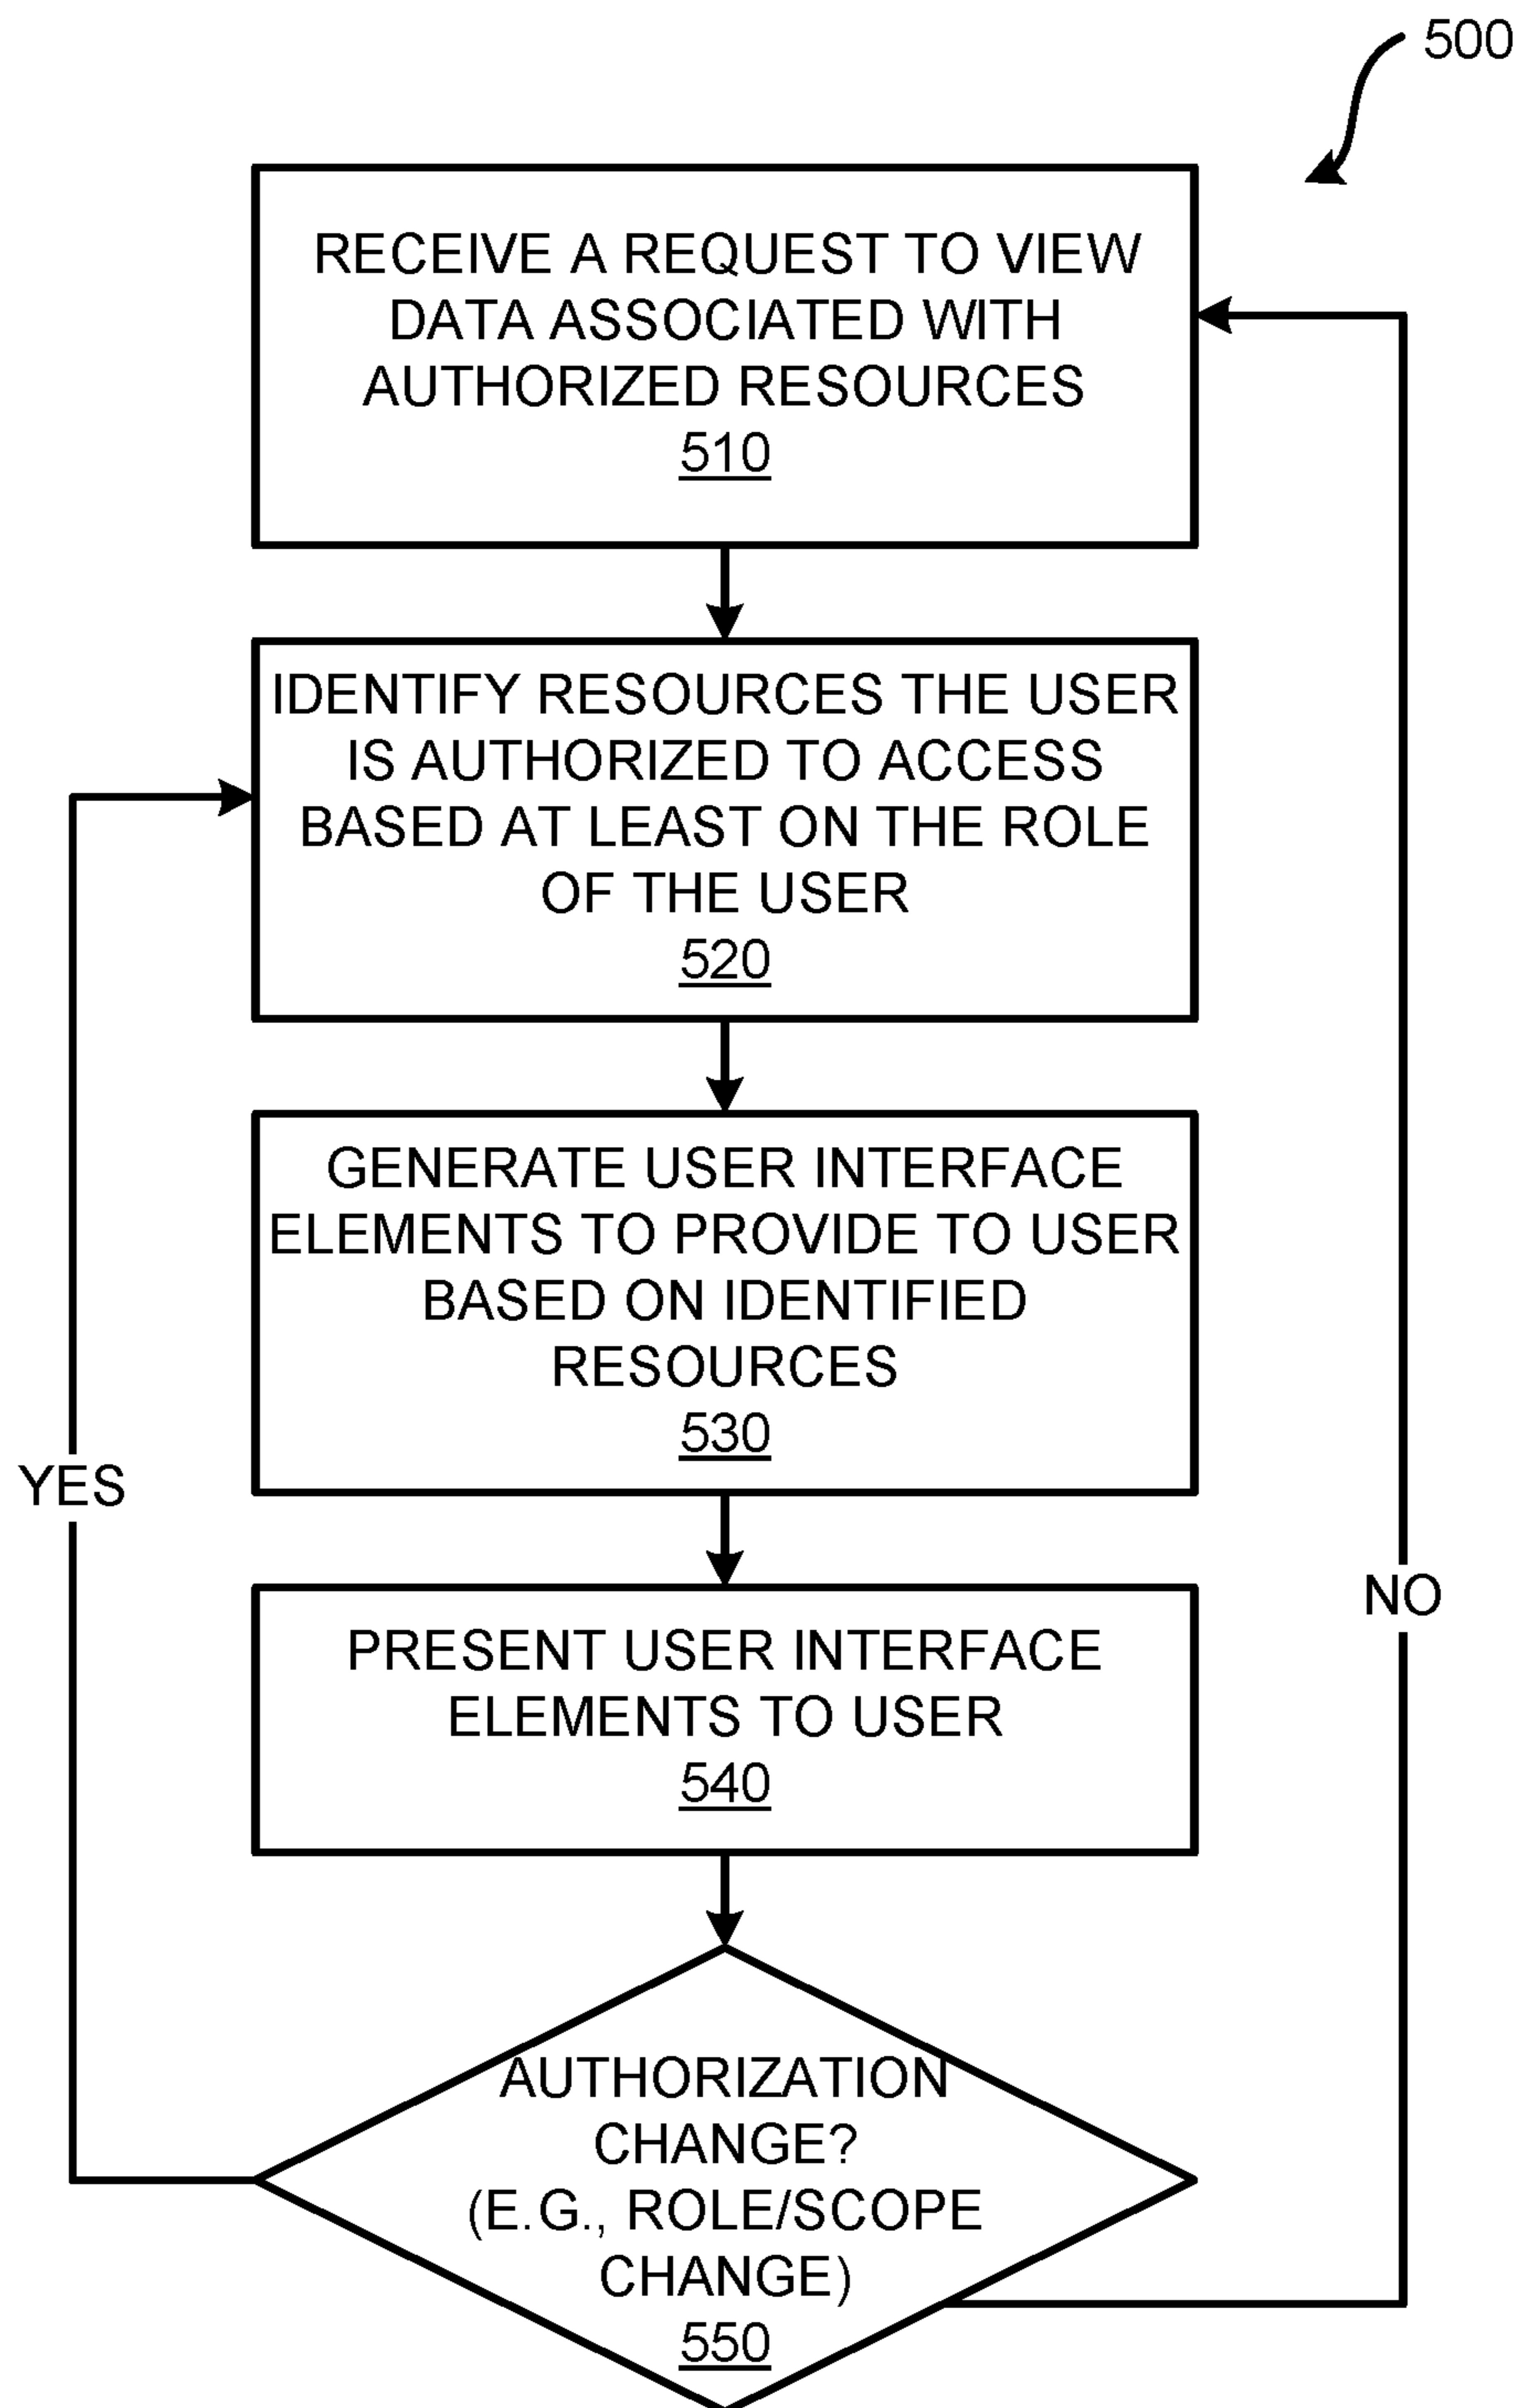 500
RECEIVE A REQUEST TO VIEW
DATA ASSOCIATED WITH
AUTHORIZED RESOURCES
510
IDENTIFY RESOURCES THE USER
IS AUTHORIZED TO ACCESS
BASED AT LEAST ON THE ROLE
OF THE USER
520
GENERATE USER INTERFACE
ELEMENTS TO PROVIDE TO USER
BASED ON IDENTIFIED
RESOURCES
530
YES
NO
PRESENT USER INTERFACE
ELEMENTS TO USER
540
AUTHORIZATION
CHANGE?
(E.G., ROLE/SCOPE
CHANGE)
550